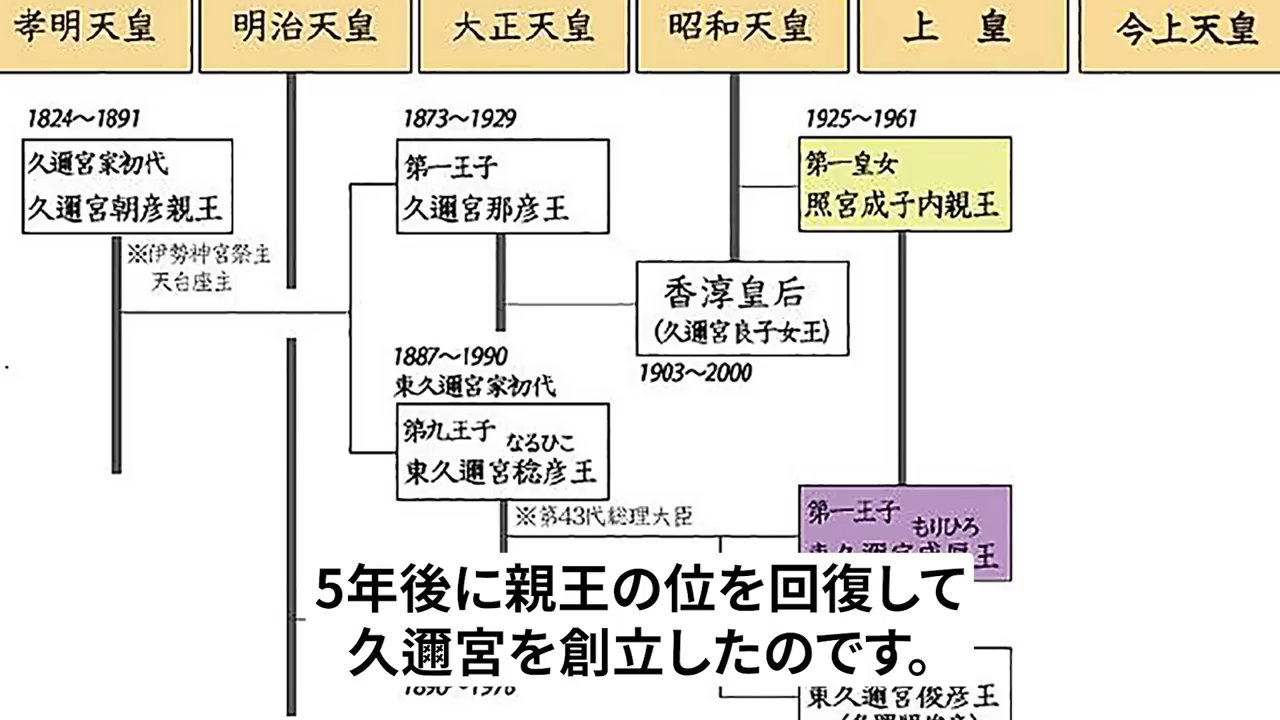 孝明天皇
明治天皇
大正天皇
昭和天皇
上 皇
今上天皇
1824～1891
久邇宮家初代
久邇宮朝彦親王
※伊勢神宮祭主
天台座主
1873～1929
第一王子
久邇宮那彦王
1925～1961
第一皇女
照宮成子内親王
香淳皇后
(久邇宮良子女王)
1903～2000
1887～1990
東久邇宮家初代
第九王子
なるひこ
東久邇宮稔彦王
※第43代総理大臣
第一王子
もりひろ
東久邇宮盛厚王
5年後に親王の位を回復して
久邇宮を創立したのです。
東久邇宮俊彦王